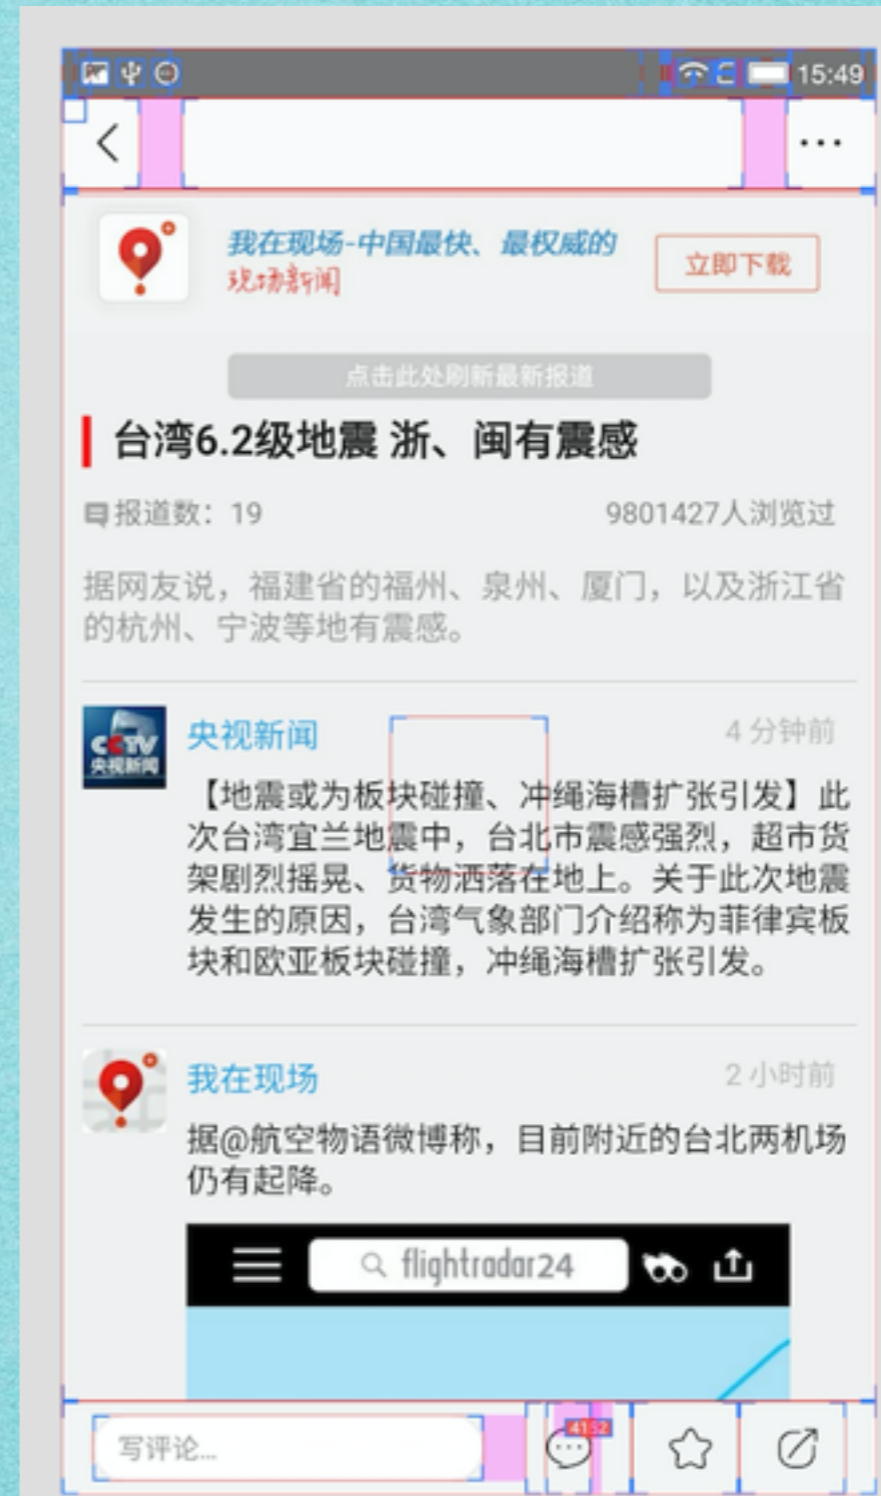 15:49
我在现场-中国最快、最权威的
现场新闻
立即下载
点击此处刷新最新报道
台湾6.2级地震 浙、闽有震感
报道数：19
9801427人浏览过
据网友说，福建省的福州、泉州、厦门，以及浙江省
的杭州、宁波等地有震感。
CCTV
央视新闻
央视新闻
4 分钟前
【地震或为板块碰撞、冲绳海槽扩张引发】此
次台湾宜兰地震中，台北市震感强烈，超市货
架剧烈摇晃、货物洒落在地上。关于此次地震
发生的原因，台湾气象部门介绍称为菲律宾板
块和欧亚板块碰撞，冲绳海槽扩张引发。
我在现场
2 小时前
据@航空物语微博称，目前附近的台北两机场
仍有起降。
flightradar24
写评论...
4152